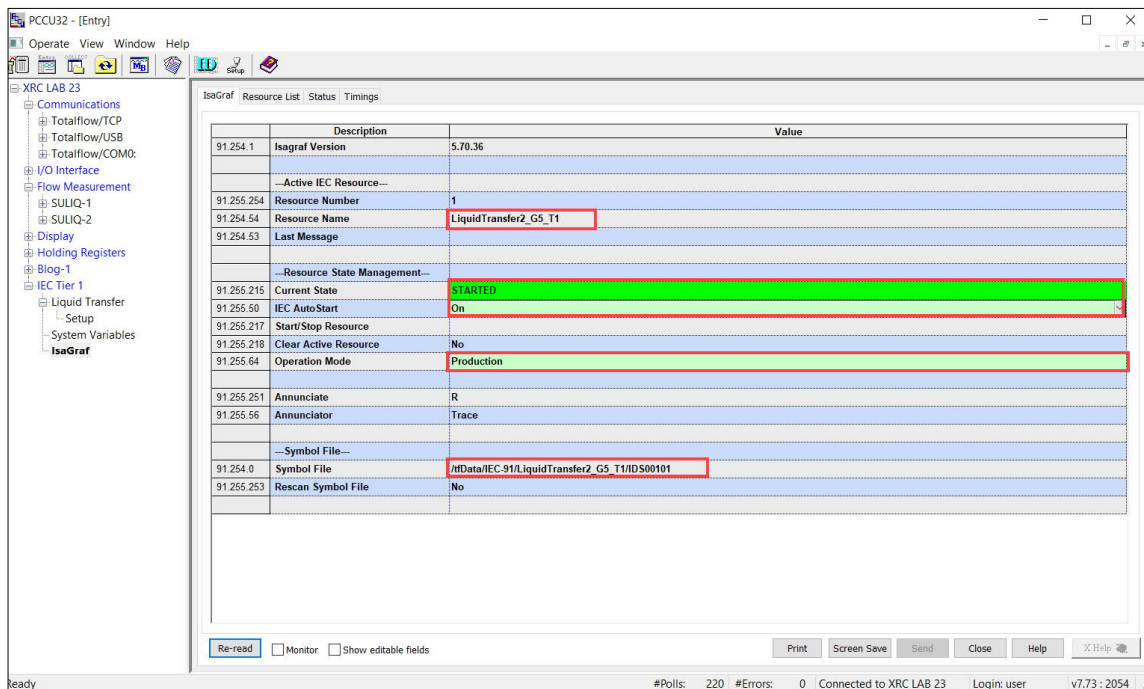 PCCU32 - [Entry]
Operate View Window Help
Entry COLLECT MB ID Setup
XRC LAB 23
Communications
Totalflow/TCP
Totalflow/USB
Totalflow/COM0:
I/O Interface
Flow Measurement
SULIQ-1
SULIQ-2
Display
Holding Registers
Blog-1
IEC Tier 1
Liquid Transfer
Setup
System Variables
IsaGraf
IsaGraf Resource List Status Timings
Description Value
91.254.1 Isagraf Version 5.70.36
---Active IEC Resource---
91.255.254 Resource Number 1
91.254.54 Resource Name LiquidTransfer2_G5_T1
91.254.53 Last Message
---Resource State Management---
91.255.215 Current State STARTED
91.255.50 IEC AutoStart On
91.255.217 Start/Stop Resource
91.255.218 Clear Active Resource No
91.255.64 Operation Mode Production
91.255.251 Annunciate R
91.255.56 Annunciator Trace
---Symbol File---
91.254.0 Symbol File /tfData/IEC-91/LiquidTransfer2_G5_T1/IDS00101
91.255.253 Rescan Symbol File No
Re-read Monitor Show editable fields Print Screen Save Send Close Help X Help
Ready #Polls: 220 #Errors: 0 Connected to XRC LAB 23 Login: user v7.73 : 2054